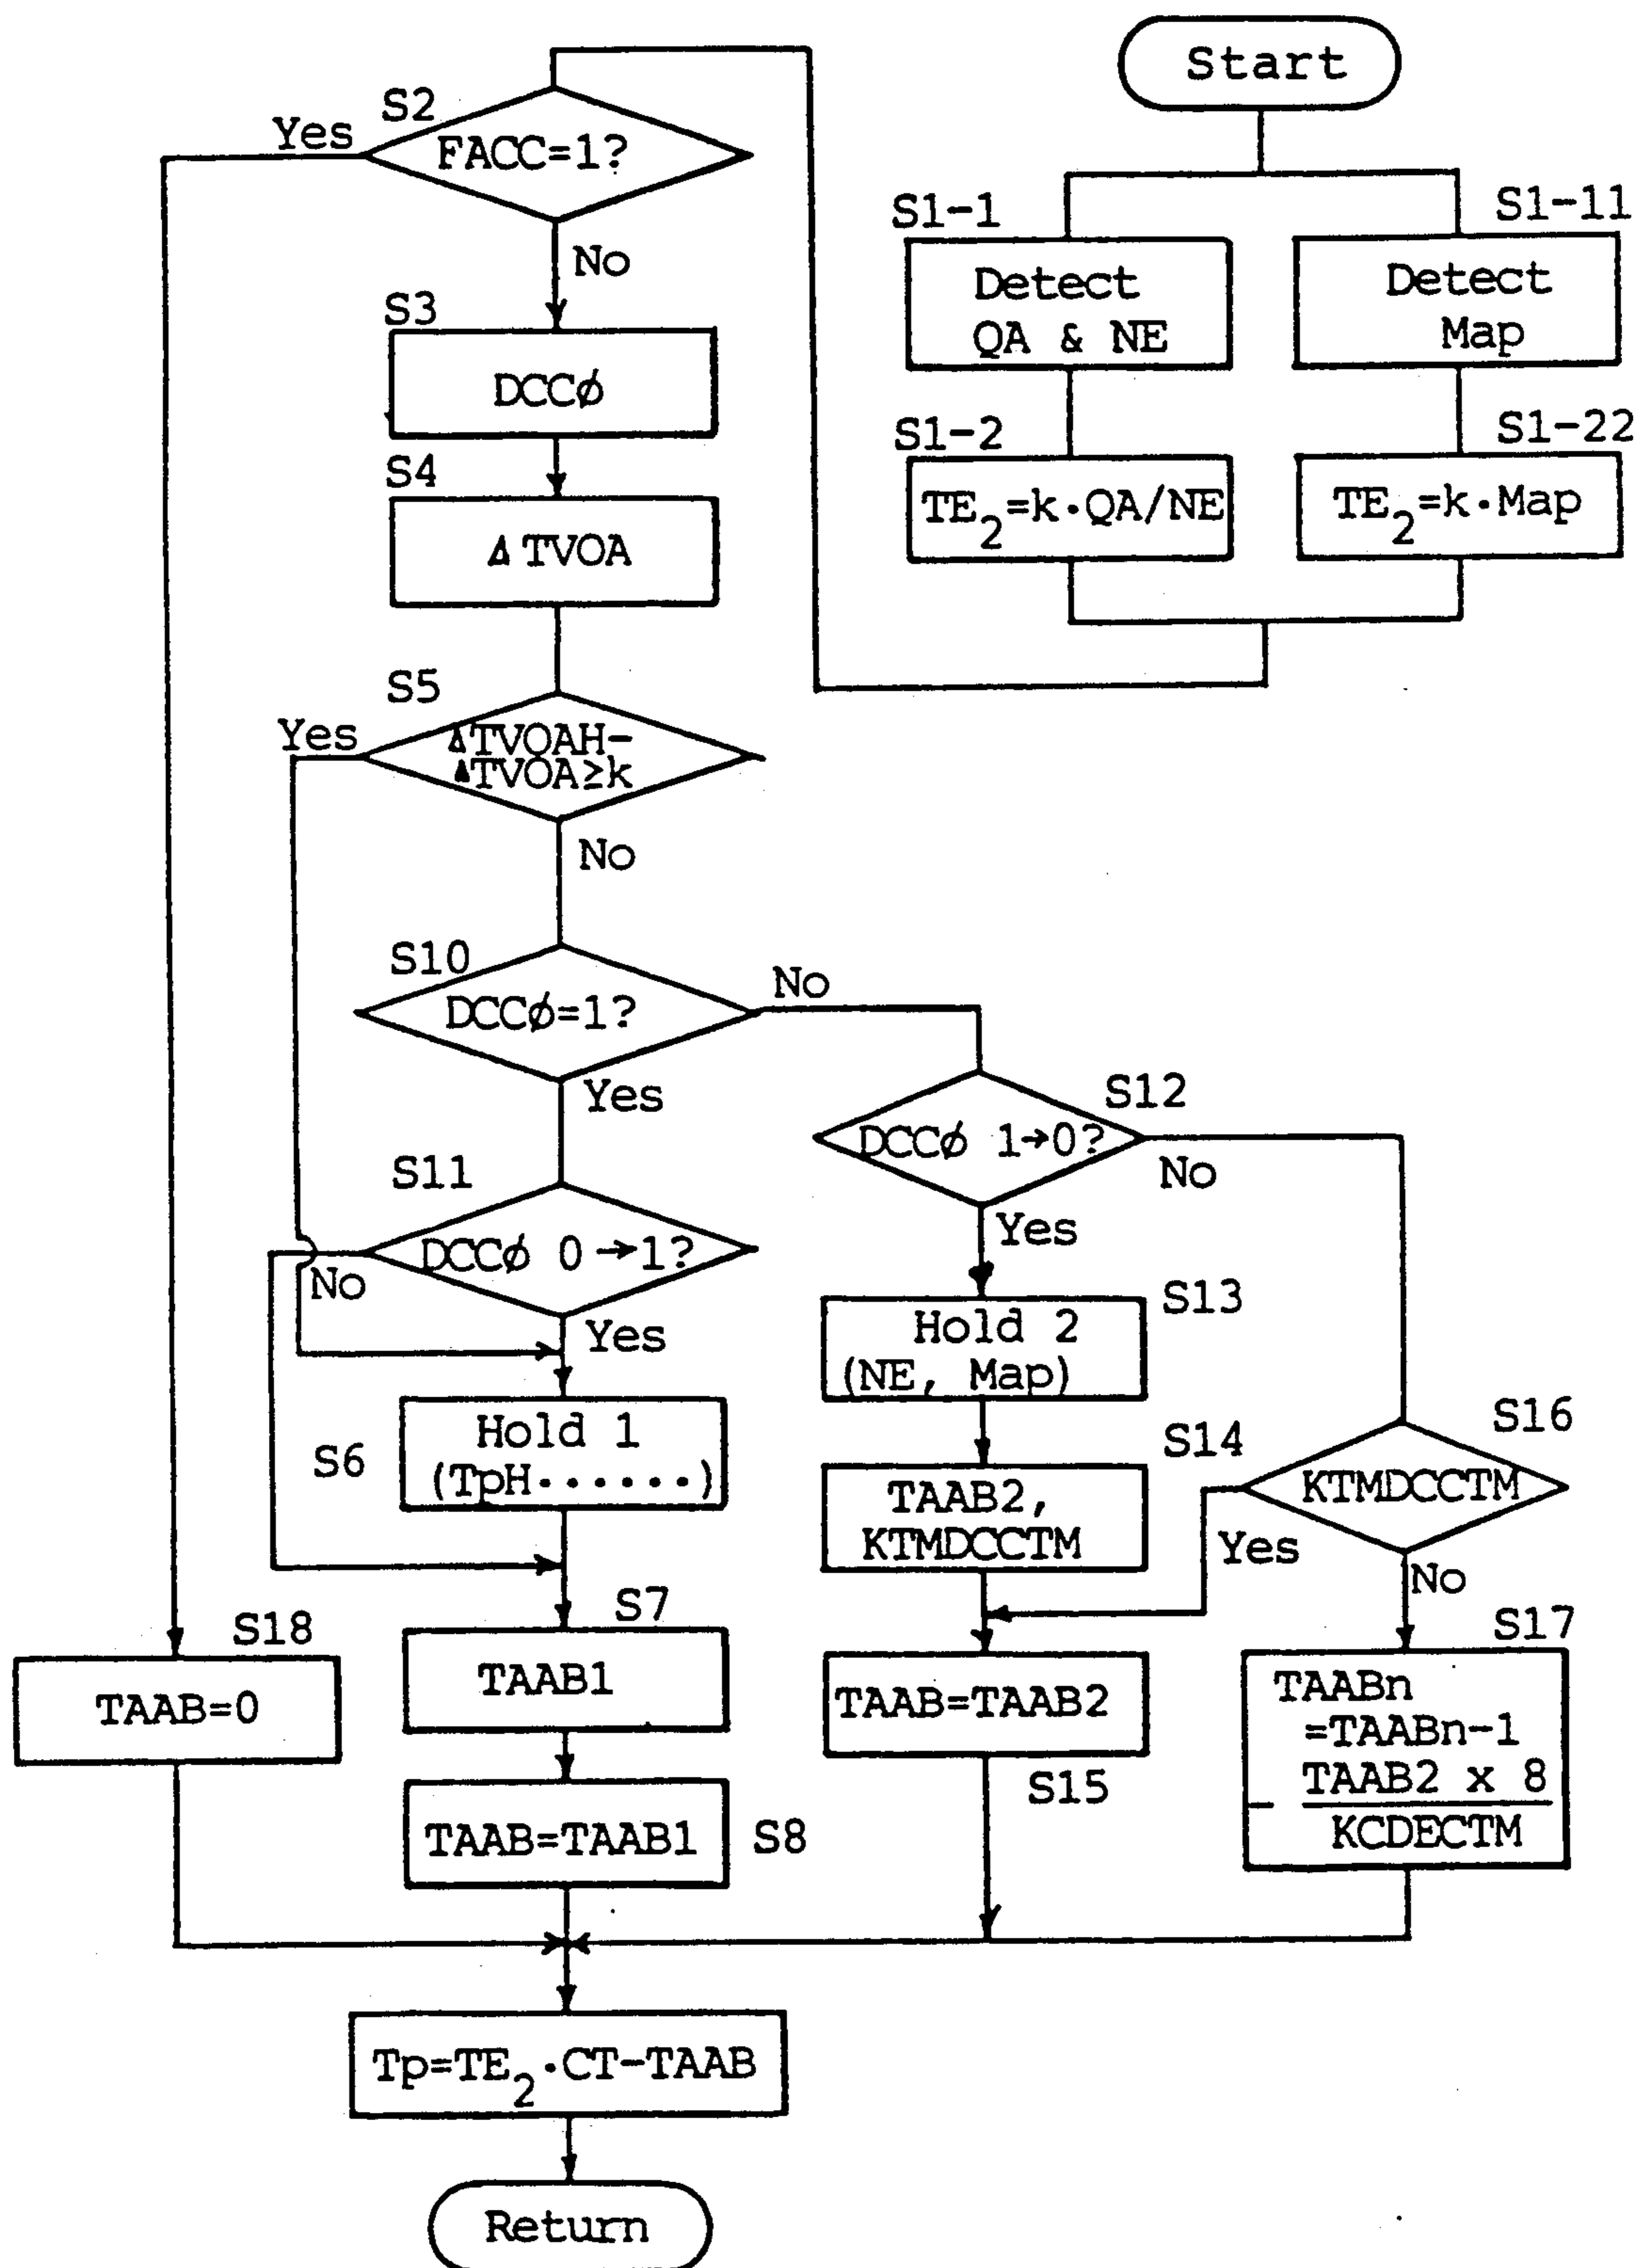 Start
S1-1
Detect
QA & NE
S1-11
Detect
Map
S1-2
TE2=k·QA/NE
S1-22
TE2=k·Map
S2
FACC=1?
Yes
No
S3
DCCø
S4
Δ TVOA
S5
ΔTVOAH-
ΔTVOA≥k
Yes
No
S10
DCCø=1?
No
Yes
S11
DCCø 0→1?
No
Yes
S6
Hold 1
(TpH······)
S7
TAAB1
TAAB=TAAB1
S8
S12
DCCø 1→0?
No
Yes
S13
Hold 2
(NE, Map)
S14
TAAB2,
KTMDCCTM
TAAB=TAAB2
S15
S16
KTMDCCTM
Yes
No
S17
TAABn
=TAABn-1
- TAAB2 x 8
KCDECTM
S18
TAAB=0
Tp=TE2·CT-TAAB
Return